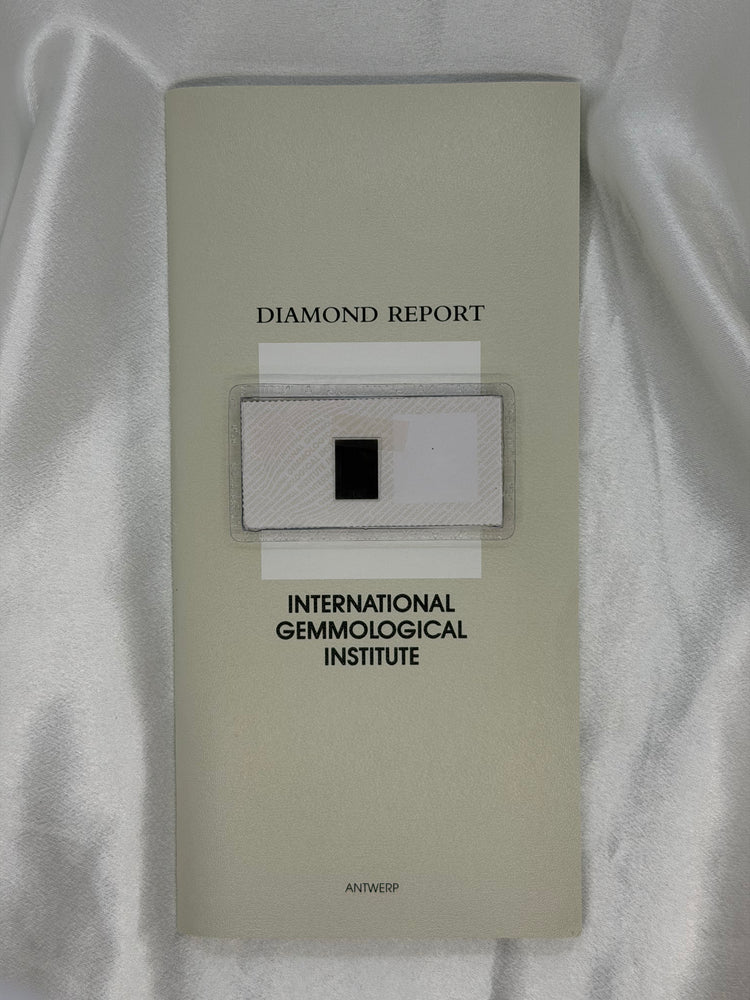 DIAMOND REPORT
INTERNATIONAL
GEMMOLOGICAL
INSTITUTE
ANTWERP